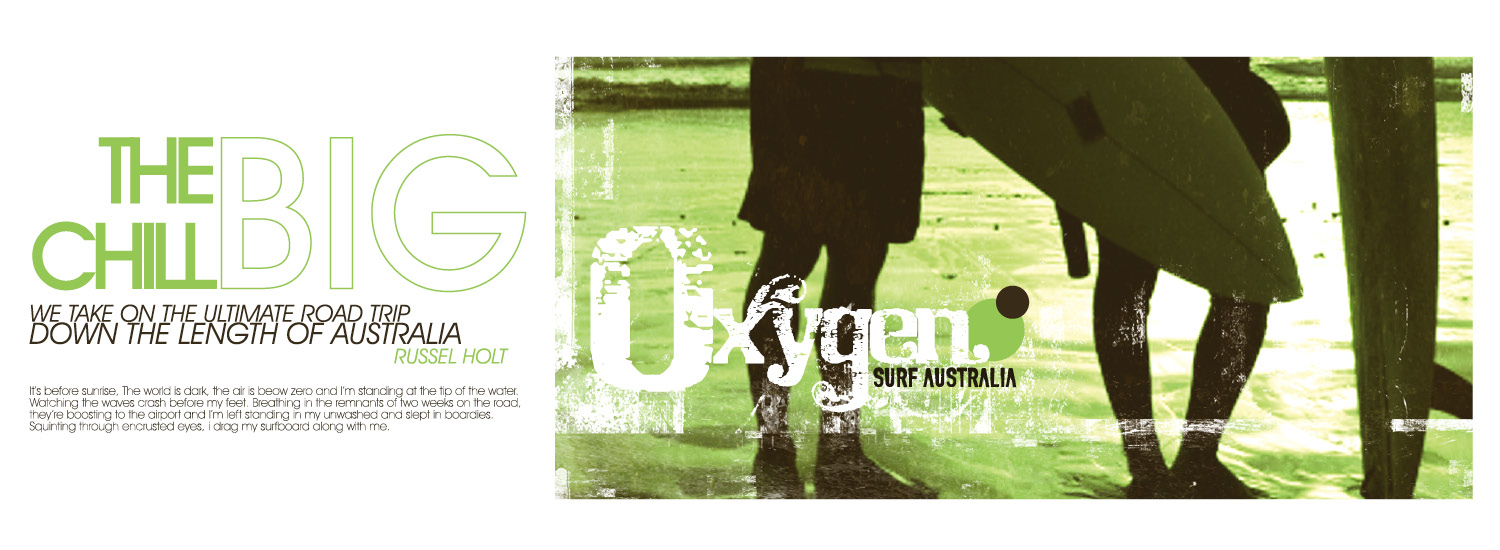 THE BIG
CHILL
WE TAKE ON THE ULTIMATE ROAD TRIP
DOWN THE LENGTH OF AUSTRALIA
RUSSEL HOLT
It's before sunrise, The world is dark, the air is beow zero and I'm standing at the tip of the water.
Watching the waves crash before my feet. Breathing in the remnants of two weeks on the road,
they're boosting to the airport and I'm left standing in my unwashed and slept in boardies.
Squinting through encrusted eyes, i drag my surfboard along with me.
Oxygen.
SURF AUSTRALIA